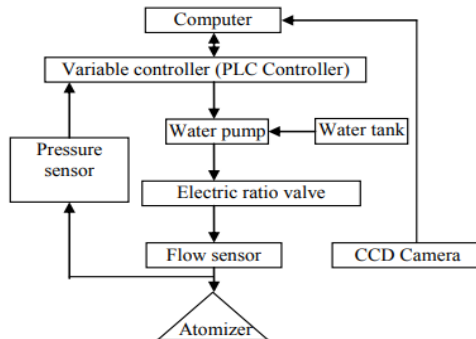 Computer
Variable controller (PLC Controller)
Water pump
Water tank
Pressure
sensor
Electric ratio valve
Flow sensor
CCD Camera
Atomizer